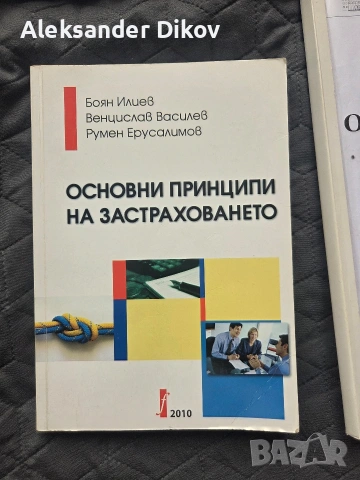 Aleksander Dikov
Боян Илиев
Венцислав Василев
Румен Ерусалимов
ОСНОВНИ ПРИНЦИПИ
НА ЗАСТРАХОВАНЕТО
f 2010
О
BAZAR